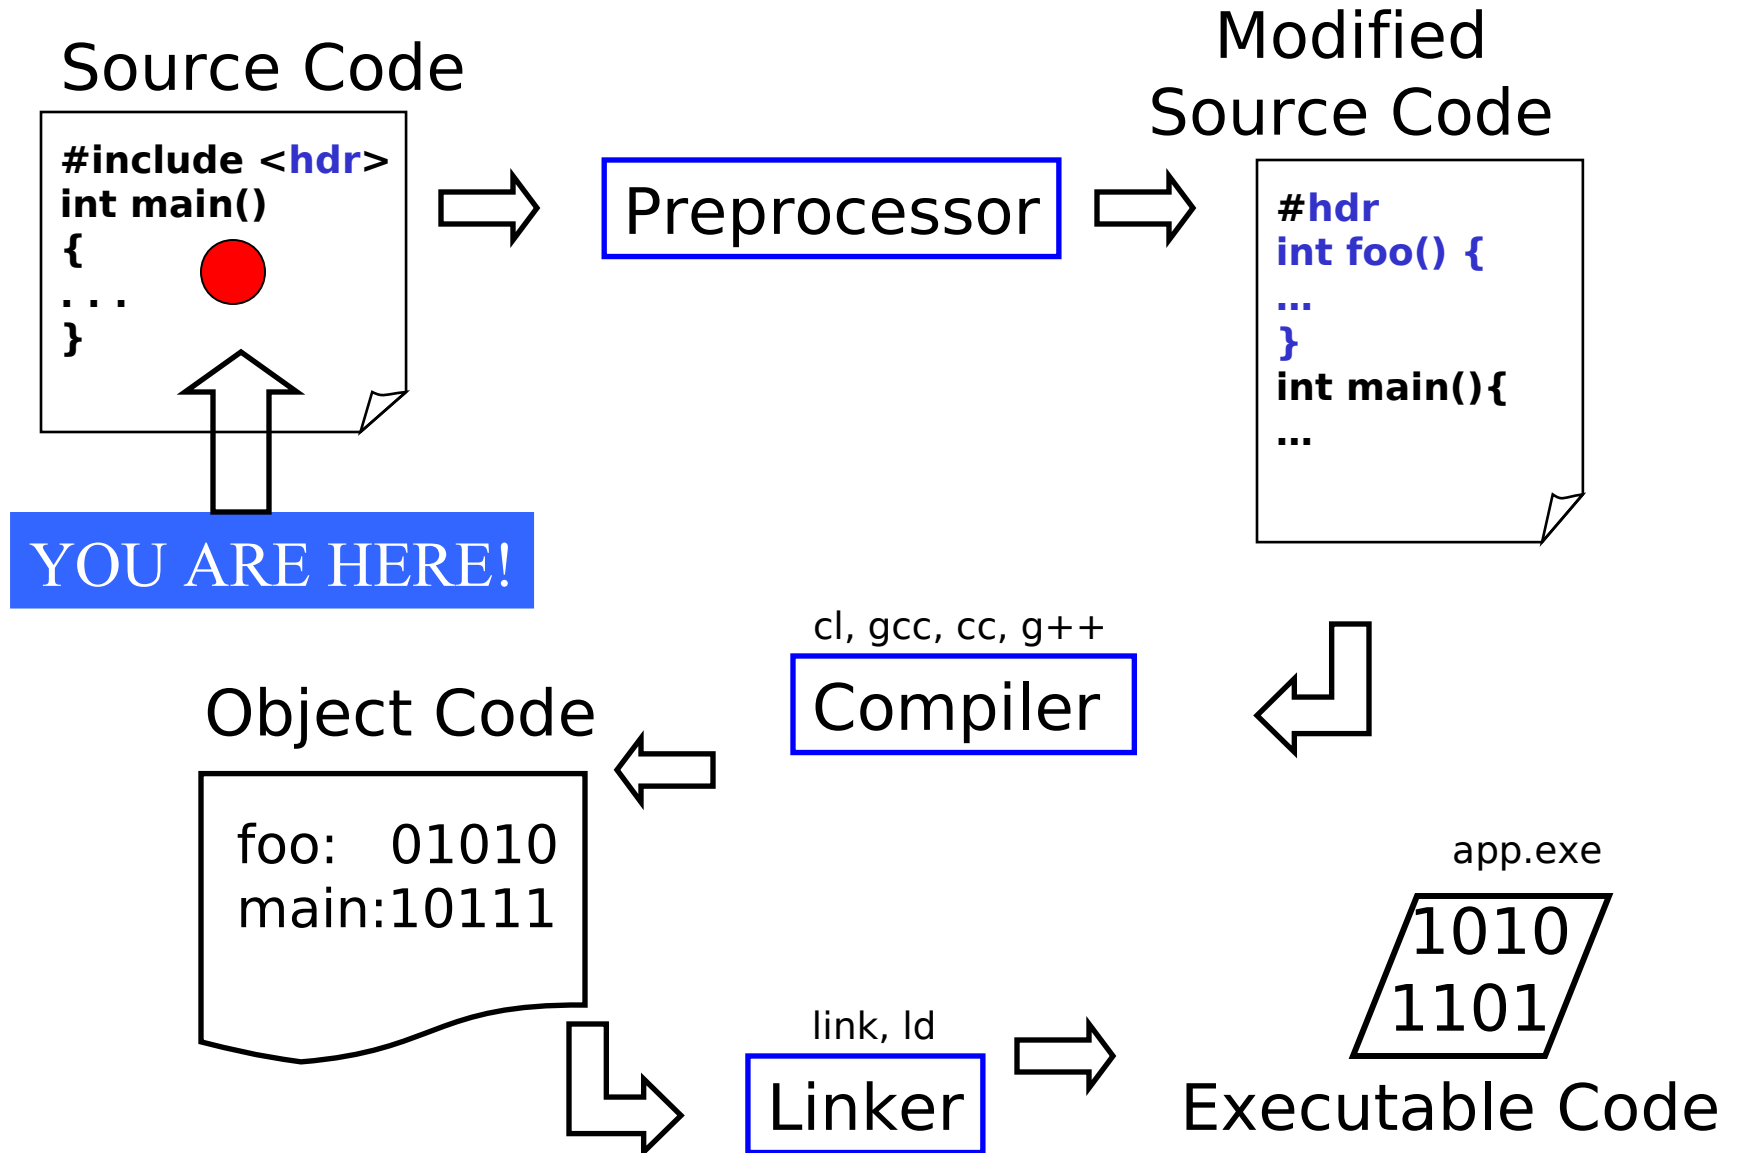 Source Code
#include <hdr>
int main()
{
. . .
}
YOU ARE HERE!
Preprocessor
Modified
Source Code
#hdr
int foo() {
…
}
int main(){
…
cl, gcc, cc, g++
Compiler
Object Code
foo: 01010
main:10111
link, ld
Linker
app.exe
1010
1101
Executable Code